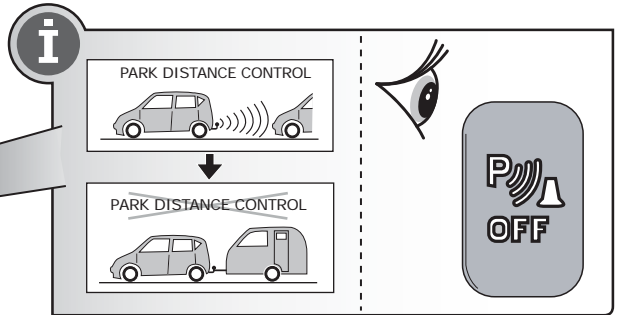 i
PARK DISTANCE CONTROL
PARK DISTANCE CONTROL
P
OFF